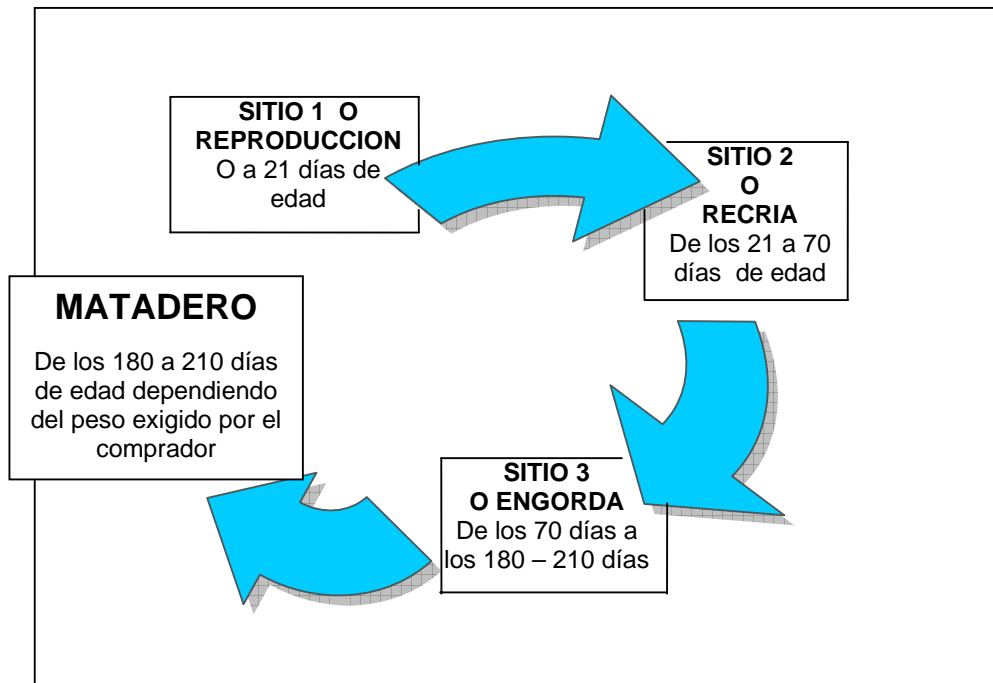 SITIO 1 O
REPRODUCCION
O a 21 días de
edad
SITIO 2
O
RECRIA
De los 21 a 70
días de edad
SITIO 3
O ENGORDA
De los 70 días a
los 180 – 210 días
MATADERO
De los 180 a 210 días
de edad dependiendo
del peso exigido por el
comprador